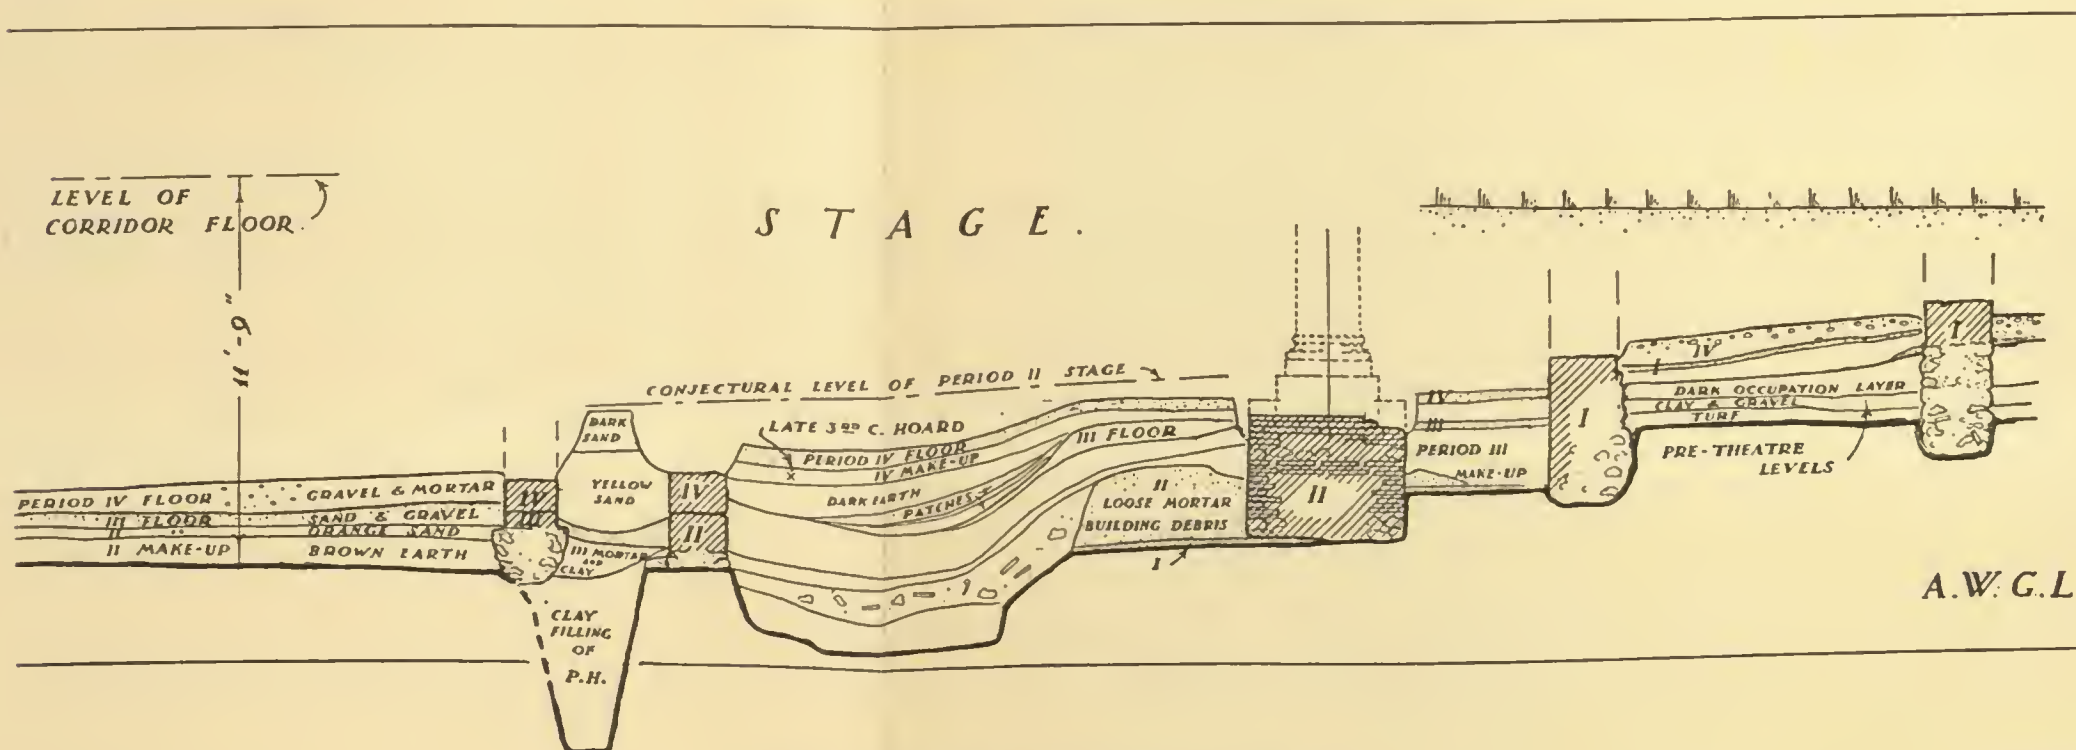 LEVEL OF
CORRIDOR FLOOR.
11'-9"
STAGE.
CONJECTURAL LEVEL OF PERIOD II STAGE
DARK
SAND
LATE 3RD C. HOARD
PERIOD IV FLOOR
IV MAKE-UP
III FLOOR
DARK EARTH
PATCHES
YELLOW
SAND
PERIOD IV FLOOR
GRAVEL & MORTAR
III FLOOR
SAND & GRAVEL
II
ORANGE SAND
II MAKE-UP
BROWN EARTH
IV
III
III MORTAR
AND
CLAY
IV
II
CLAY
FILLING
OF
P.H.
II
LOOSE MORTAR
BUILDING DEBRIS
I
II
IV
III
PERIOD III
MAKE-UP
I
IV
I
DARK OCCUPATION LAYER
CLAY & GRAVEL
TURF
PRE-THEATRE
LEVELS
I
A.W.G.L